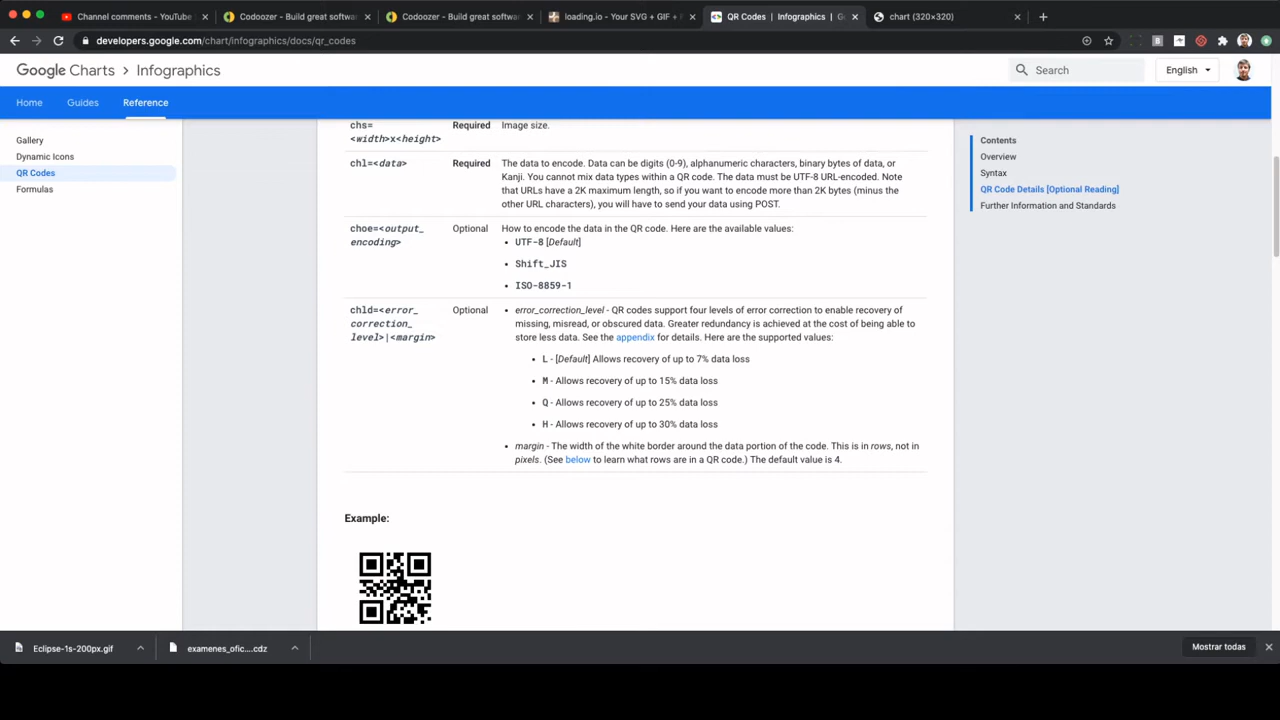 Channel comments - YouTube
Codoozer - Build great softwa
Codoozer - Build great softwa
loading.io - Your SVG + GIF + P
QR Codes | Infographics | Go
chart (320×320)
developers.google.com/chart/infographics/docs/qr_codes
Google Charts > Infographics
Search
English
Home
Guides
Reference
Gallery
Dynamic Icons
QR Codes
Formulas
chs=
<width>x<height>
Required
Image size.
chl=<data>
Required
The data to encode. Data can be digits (0-9), alphanumeric characters, binary bytes of data, or
Kanji. You cannot mix data types within a QR code. The data must be UTF-8 URL-encoded. Note
that URLs have a 2K maximum length, so if you want to encode more than 2K bytes (minus the
other URL characters), you will have to send your data using POST.
choe=<output_
encoding>
Optional
How to encode the data in the QR code. Here are the available values:
• UTF-8 [Default]
• Shift_JIS
• ISO-8859-1
chld=<error_
correction_
level>|<margin>
Optional
• error_correction_level - QR codes support four levels of error correction to enable recovery of
missing, misread, or obscured data. Greater redundancy is achieved at the cost of being able to
store less data. See the appendix for details. Here are the supported values:
• L - [Default] Allows recovery of up to 7% data loss
• M - Allows recovery of up to 15% data loss
• Q - Allows recovery of up to 25% data loss
• H - Allows recovery of up to 30% data loss
• margin - The width of the white border around the data portion of the code. This is in rows, not in
pixels. (See below to learn what rows are in a QR code.) The default value is 4.
Example:
Contents
Overview
Syntax
QR Code Details [Optional Reading]
Further Information and Standards
Eclipse-1s-200px.gif
examenes_ofic....cdz
Mostrar todas